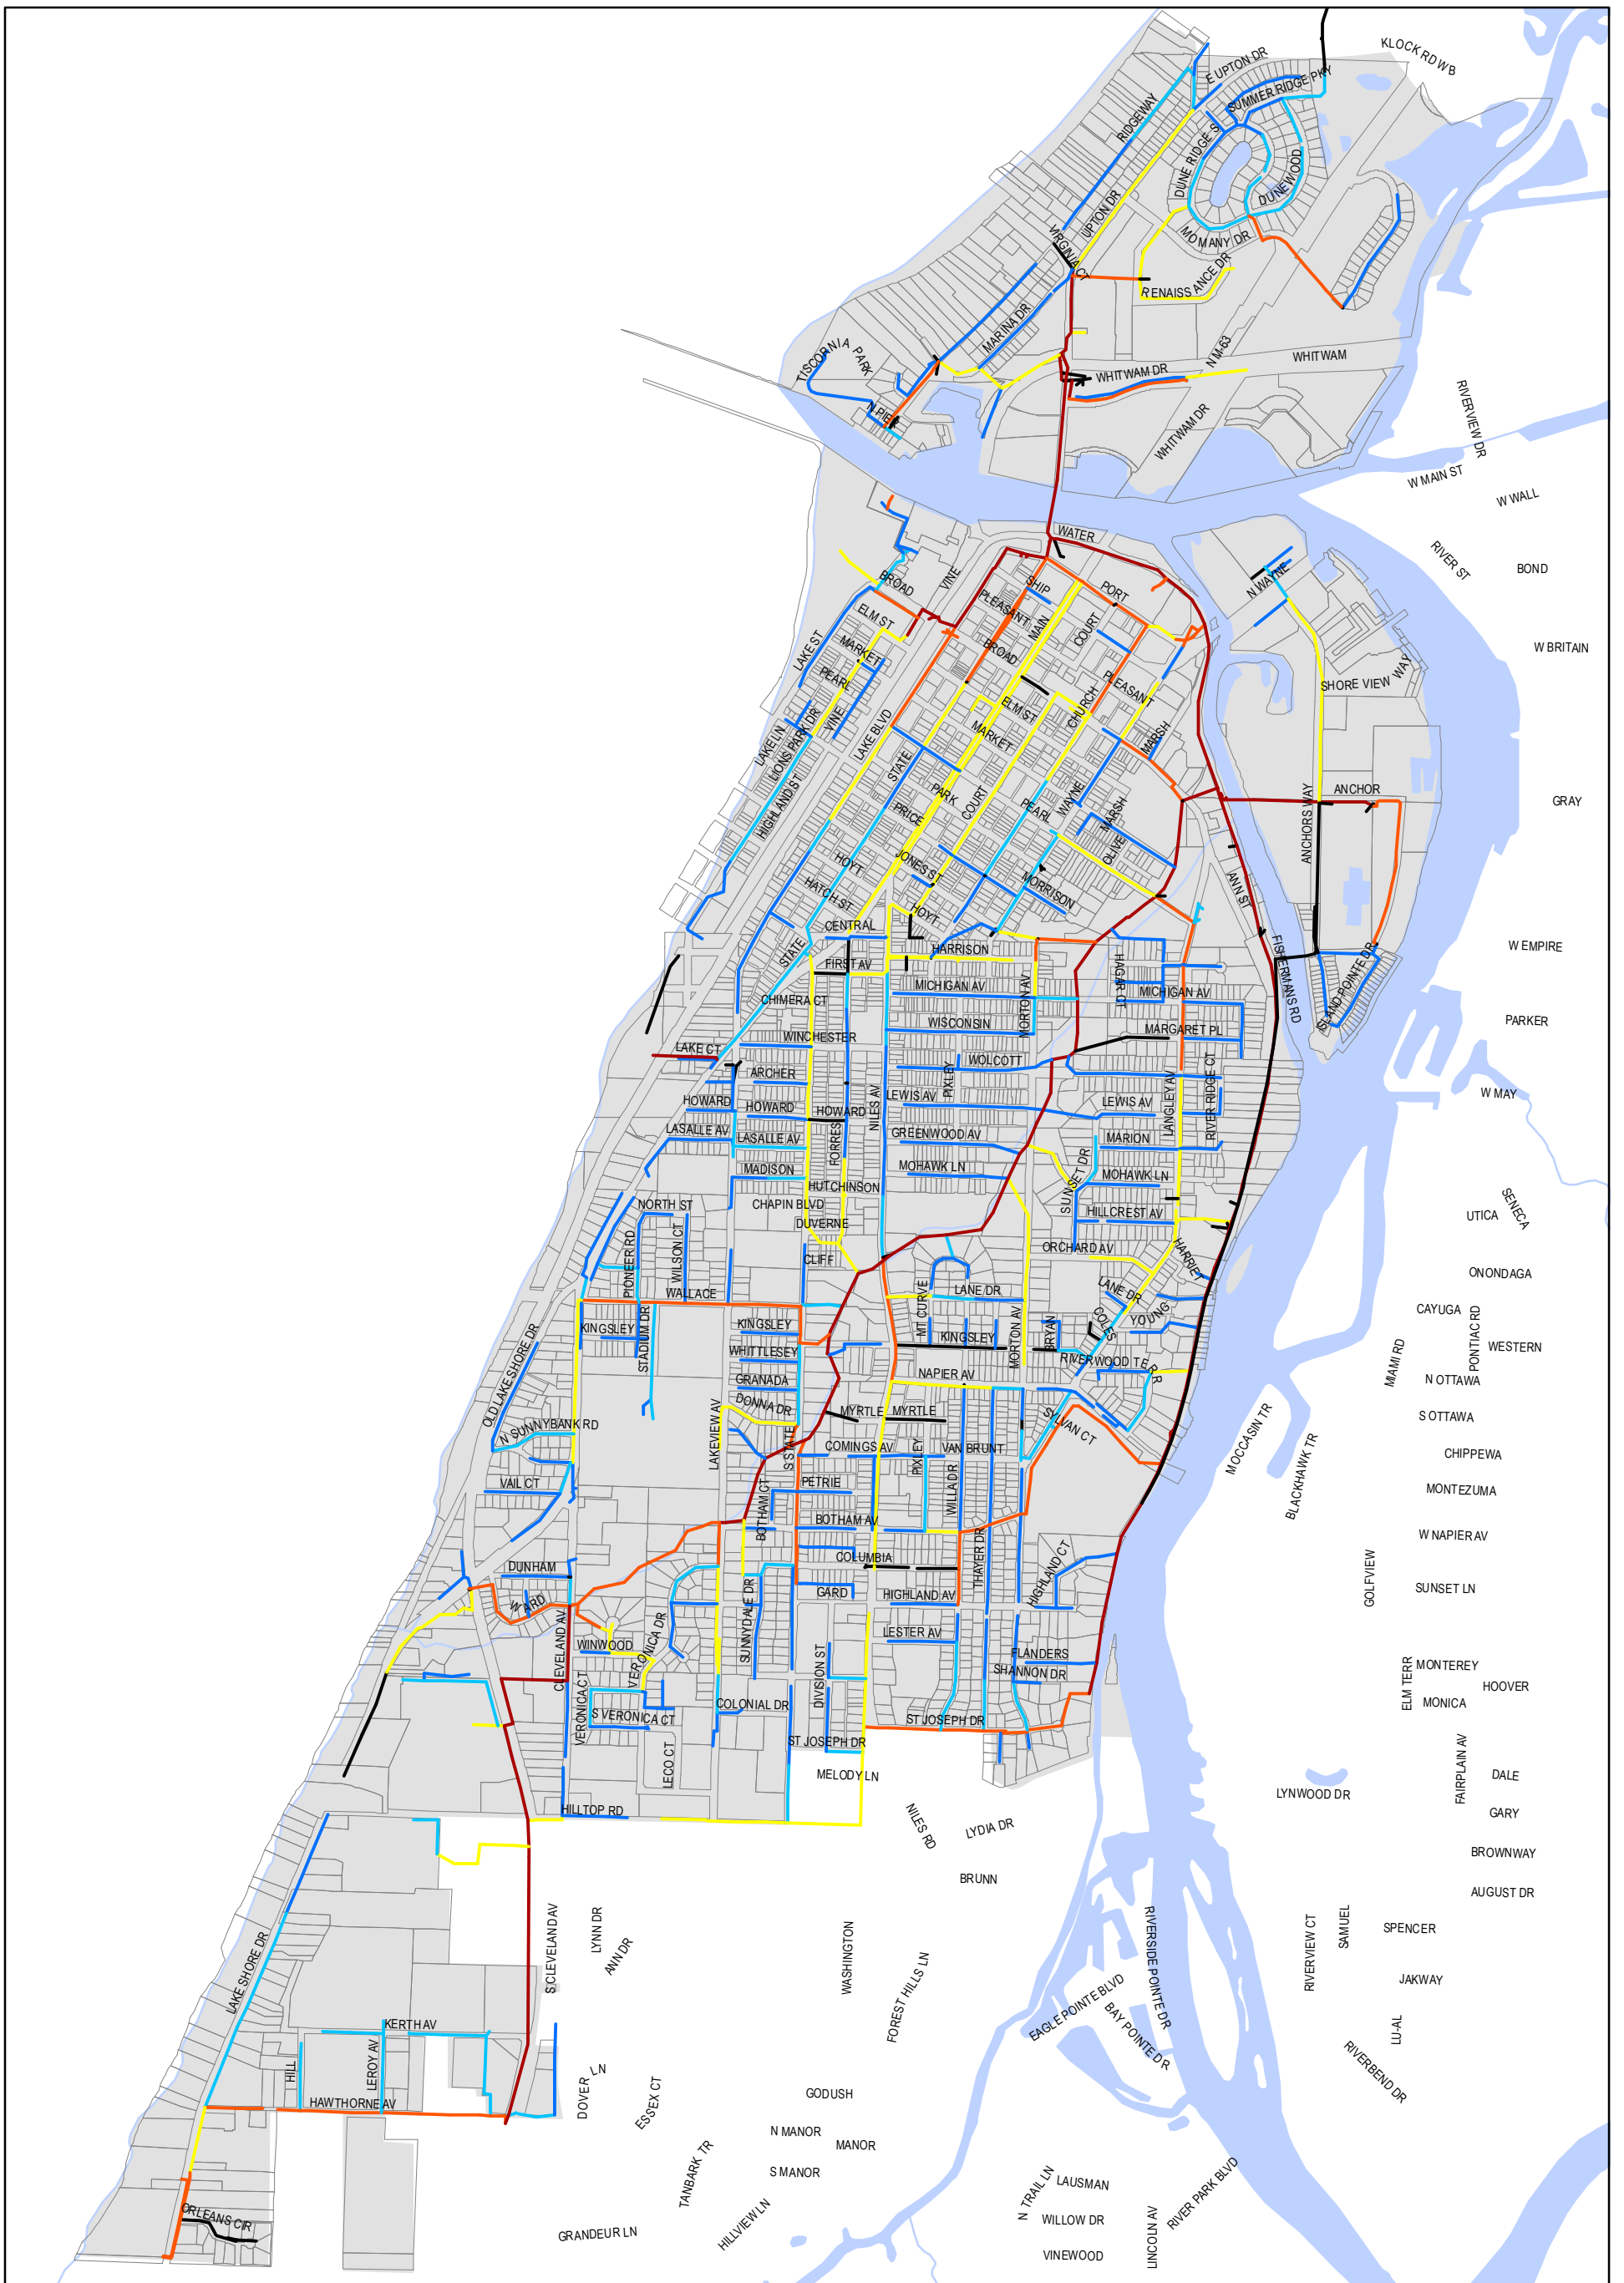 KLOCK RD WB
E UPTON DR
SUMMER RIDGE PKY
RIDGEWAY
DUNE RIDGE S
DUNEWOOD
UPTON DR
VIRGINIA CT
MOMANY DR
RENAISSANCE DR
MARINA DR
N M-63
WHITWAM
TISCORNIA PARK
WHITWAM DR
N PIER
WHITWAM DR
RIVERVIEW DR
W MAIN ST
W WALL
WATER
RIVER ST
BOND
N WAYNE
VINE
BROAD
SHIP
PORT
PLEASANT
MAIN
COURT
ELM ST
LAKE ST
MARKET
BROAD
W BRITAIN
PEARL
PLEASANT
SHORE VIEW WAY
ELM ST
CHURCH
LIONS PARK DR
VINE
LAKE LN
LAKE BLVD
MARKET
MARSH
STATE
HIGHLAND ST
PARK
COURT
WAYNE
ANCHOR
ANCHORS WAY
GRAY
PRICE
PEARL
MARSH
OLIVE
HOYT
JONES ST
MORRISON
ANN ST
HATCH ST
HOYT
CENTRAL
STATE
HARRISON
FISHERMANS RD
W EMPIRE
FIRST AV
HAGAR CT
ISLAND POINTE DR
MICHIGAN AV
MORTON AV
MICHIGAN AV
CHIMERA CT
WISCONSIN
MARGARET PL
PARKER
WINCHESTER
LAKE CT
WOLCOTT
PIXLEY
ARCHER
RIVER RIDGE CT
LANGLEY AV
W MAY
HOWARD
HOWARD
HOWARD
NILES AV
LEWIS AV
LEWIS AV
LASALLE AV
LASALLE AV
FORRES
GREENWOOD AV
MARION
MADISON
MOHAWK LN
SUNSET DR
MOHAWK LN
HUTCHINSON
NORTH ST
CHAPIN BLVD
HILLCREST AV
SENECA
UTICA
DUVERNE
PIONEER RD
WILSON CT
CLIFF
ORCHARD AV
HARRIET
ONONDAGA
WALLACE
LANE DR
LANE DR
MT CURVE
YOUNG
COLES
CAYUGA
PONTIAC RD
KINGSLEY
STADIUM DR
KINGSLEY
KINGSLEY
MORTON AV
BRYAN
WESTERN
OLD LAKE SHORE DR
WHITTLESEY
NAPIER AV
RIVERWOOD TERR
MIAMI RD
N OTTAWA
GRANADA
DONNA DR
MYRTLE
MYRTLE
SYLVAN CT
S OTTAWA
N SUNNYBANK RD
LAKEVIEW AV
S STATE
COMINGS AV
PIXLEY
VAN BRUNT
MOCCASIN TR
BLACKHAWK TR
CHIPPEWA
VAIL CT
BOTHAM CT
PETRIE
WILLA DR
MONTEZUMA
BOTHAM AV
W NAPIER AV
DUNHAM
COLUMBIA
THAYER DR
HIGHLAND CT
GOLFVIEW
SUNSET LN
WARD
GARD
HIGHLAND AV
SUNNYDALE DR
WINWOOD
VERONICA DR
LESTER AV
FLANDERS
CLEVELAND AV
DIVISION ST
SHANNON DR
ELM TERR
MONTEREY
HOOVER
VERONICA CT
COLONIAL DR
MONICA
S VERONICA CT
ST JOSEPH DR
ST JOSEPH DR
LECO CT
MELODY LN
FAIRPLAIN AV
DALE
HILLTOP RD
NILES RD
LYDIA DR
LYNWOOD DR
GARY
BRUNN
BROWNWAY
AUGUST DR
S CLEVELAND AV
LYNN DR
ANN DR
WASHINGTON
FOREST HILLS LN
RIVERSIDE POINTE DR
RIVERVIEW CT
SAMUEL
SPENCER
LAKE SHORE DR
JAKWAY
EAGLE POINTE BLVD
BAY POINTE DR
KERTH AV
LU-AL
HILL
LEROY AV
DOVER LN
RIVERBEND DR
HAWTHORNE AV
ESSEX CT
GODUSH
N MANOR
MANOR
TANBARK TR
S MANOR
N TRAIL LN
LAUSMAN
RIVER PARK BLVD
ORLEANS CIR
HILLVIEW LN
WILLOW DR
LINCOLN AV
GRANDEUR LN
VINEWOOD